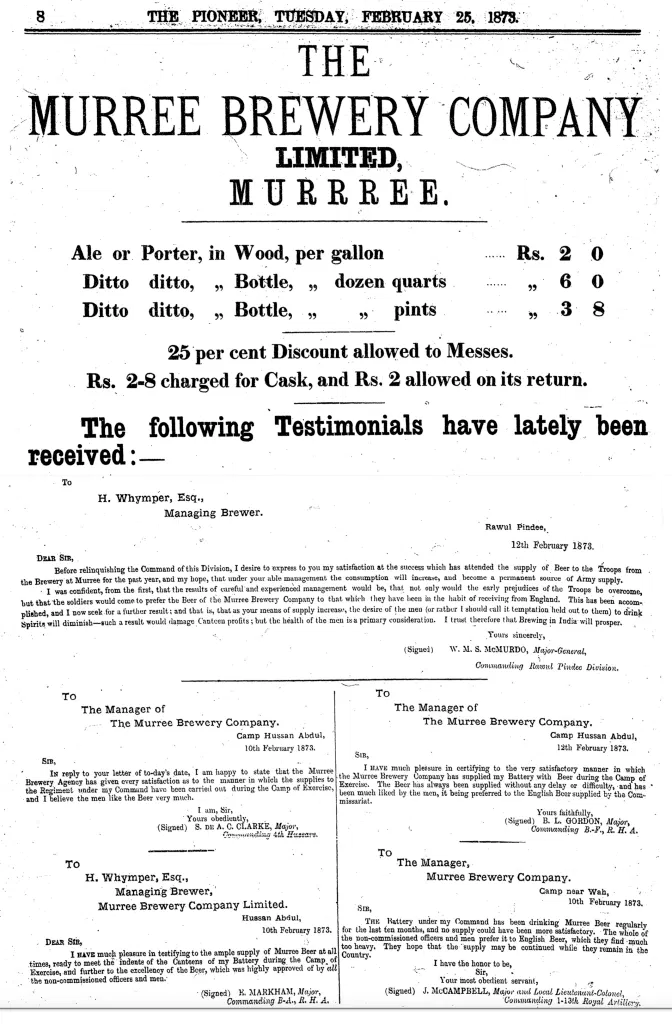 8 THE PIONEER, TUESDAY, FEBRUARY 25, 1873.
THE
MURREE BREWERY COMPANY
LIMITED,
MURRREE.
Ale or Porter, in Wood, per gallon ..... Rs. 2 0
Ditto ditto, „ Bottle, „ dozen quarts ...... „ 6 0
Ditto ditto, „ Bottle, „ „ pints ..... „ 3 8
25 per cent Discount allowed to Messes.
Rs. 2-8 charged for Cask, and Rs. 2 allowed on its return.
The following Testimonials have lately been
received:—
To
H. Whymper, Esq.,
Managing Brewer.
Rawul Pindee,
12th February 1873.
DEAR SIR,
Before relinquishing the Command of this Division, I desire to express to you my satisfaction at the success which has attended the supply of Beer to the Troops from
the Brewery at Murree for the past year, and my hope, that under your able management the consumption will increase, and become a permanent source of Army supply.
I was confident, from the first, that the results of careful and experienced management would be, that not only would the early prejudices of the Troops be overcome,
but that the soldiers would come to prefer the Beer of the Murree Brewery Company to that which they have been in the habit of receiving from England. This has been accom-
plished, and I now seek for a further result; and that is, that as your means of supply increase, the desire of the men (or rather I should call it temptation held out to them) to drink
Spirits will diminish—such a result would damage Canteen profits; but the health of the men is a primary consideration. I trust therefore that Brewing in India will prosper.
Yours sincerely,
(Signed) W. M. S. McMURDO, Major-General,
Commanding Rawul Pindee Division.
To
The Manager of
The Murree Brewery Company.
Camp Hussan Abdul,
10th February 1873.
SIR,
IN reply to your letter of to-day's date, I am happy to state that the Murree
Brewery Agency has given every satisfaction as to the manner in which the supplies to
the Regiment under my Command have been carried out during the Camp of Exercise,
and I believe the men like the Beer very much.
I am, Sir,
Yours obediently,
(Signed) S. DE A. C. CLARKE, Major,
Commanding 4th Hussars.
To
H. Whymper, Esq.,
Managing Brewer,
Murree Brewery Company Limited.
Hussan Abdul,
10th February 1873.
DEAR SIR,
I HAVE much pleasure in testifying to the ample supply of Murree Beer at all
times, ready to meet the indents of the Canteens of my Battery during the Camp of
Exercise, and further to the excellency of the Beer, which was highly approved of by all
the non-commissioned officers and men.
(Signed) E. MARKHAM, Major,
Commanding B-A., R. H. A.
To
The Manager of
The Murree Brewery Company.
Camp Hussan Abdul,
12th February 1873.
SIR,
I HAVE much pleasure in certifying to the very satisfactory manner in which
the Murree Brewery Company has supplied my Battery with Beer during the Camp of
Exercise. The Beer has always been supplied without any delay or difficulty, and has
been much liked by the men, it being preferred to the English Beer supplied by the Com-
missariat.
Yours faithfully,
(Signed) B. L. GORDON, Major,
Commanding B.-F., R. H. A.
To
The Manager,
Murree Brewery Company.
Camp near Wah,
10th February 1873.
SIR,
THE Battery under my Command has been drinking Murree Beer regularly
for the last ten months, and no supply could have been more satisfactory. The whole of
the non-commissioned officers and men prefer it to English Beer, which they find much
too heavy. They hope that the supply may be continued while they remain in the
Country.
I have the honor to be,
Sir,
Your most obedient servant,
(Signed) J. McCAMPBELL, Major and Local Lieutenant-Colonel,
Commanding 1-13th Royal Artillery.